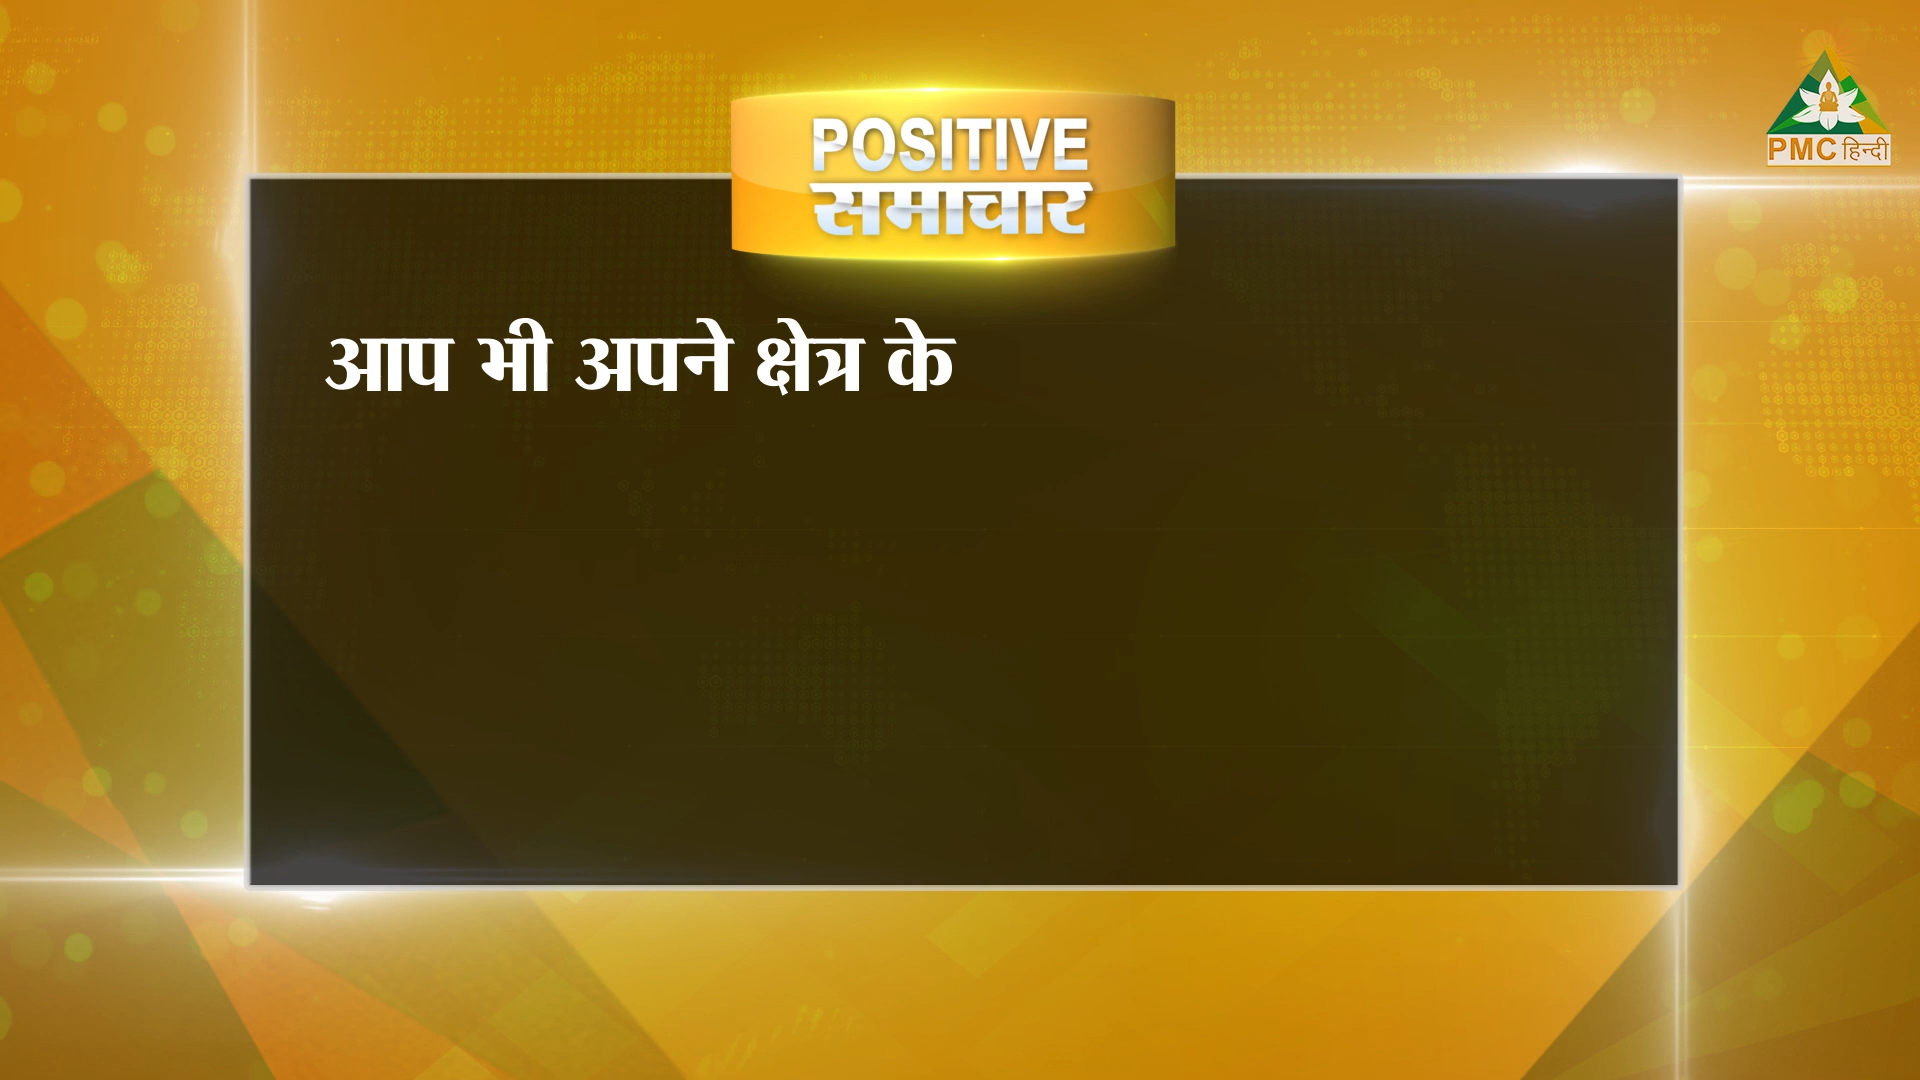 POSITIVE
समाचार
PMC हिन्दी
आप भी अपने क्षेत्र के